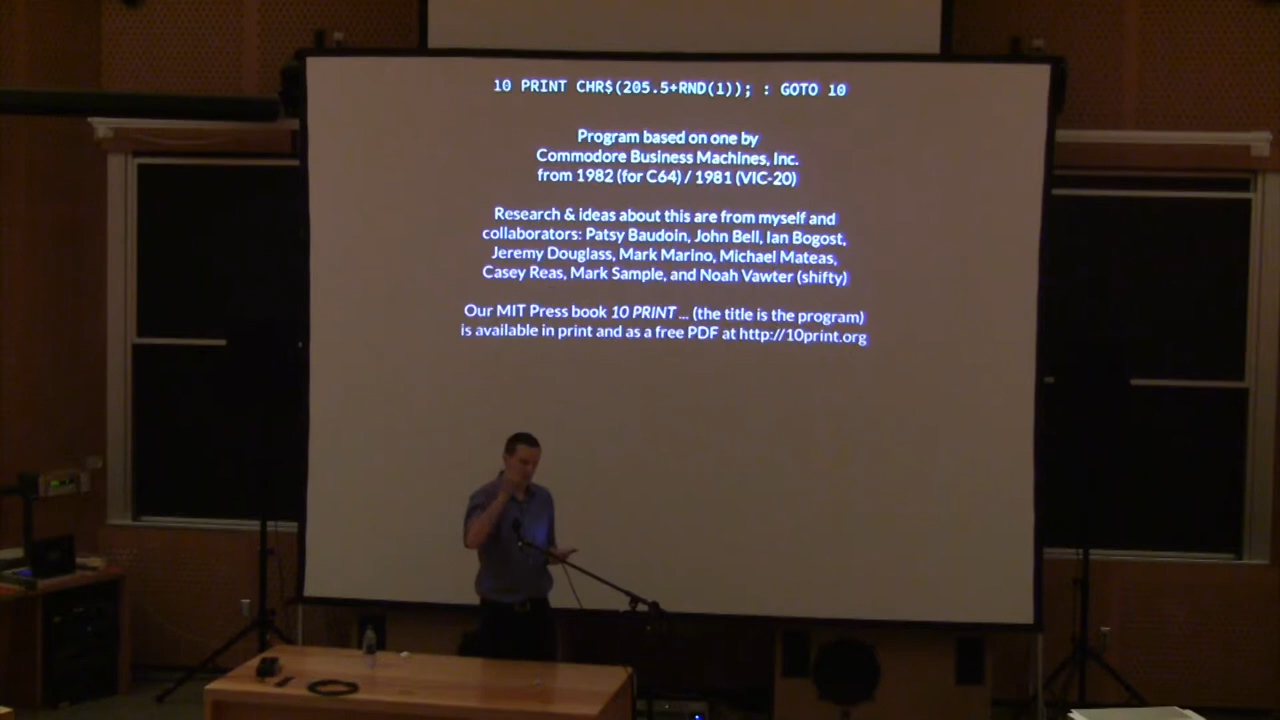 10 PRINT CHR$(205.5+RND(1)); : GOTO 10
Program based on one by
Commodore Business Machines, Inc.
from 1982 (for C64) / 1981 (VIC-20)
Research & ideas about this are from myself and
collaborators: Patsy Baudoin, John Bell, Ian Bogost,
Jeremy Douglass, Mark Marino, Michael Mateas,
Casey Reas, Mark Sample, and Noah Vawter (shifty)
Our MIT Press book 10 PRINT ... (the title is the program)
is available in print and as a free PDF at http://10print.org